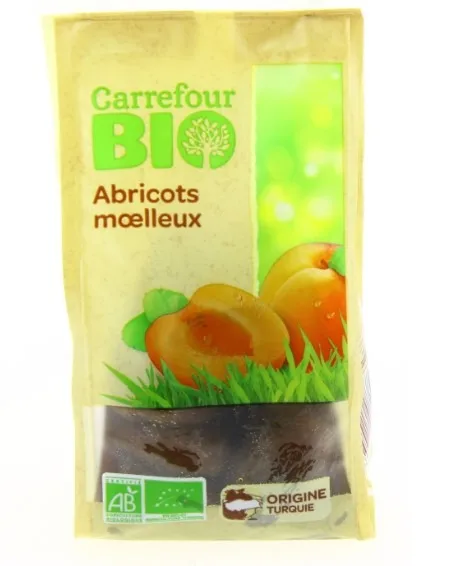 Carrefour
BIO
Abricots
mœlleux
AB
ORIGINE
TURQUIE